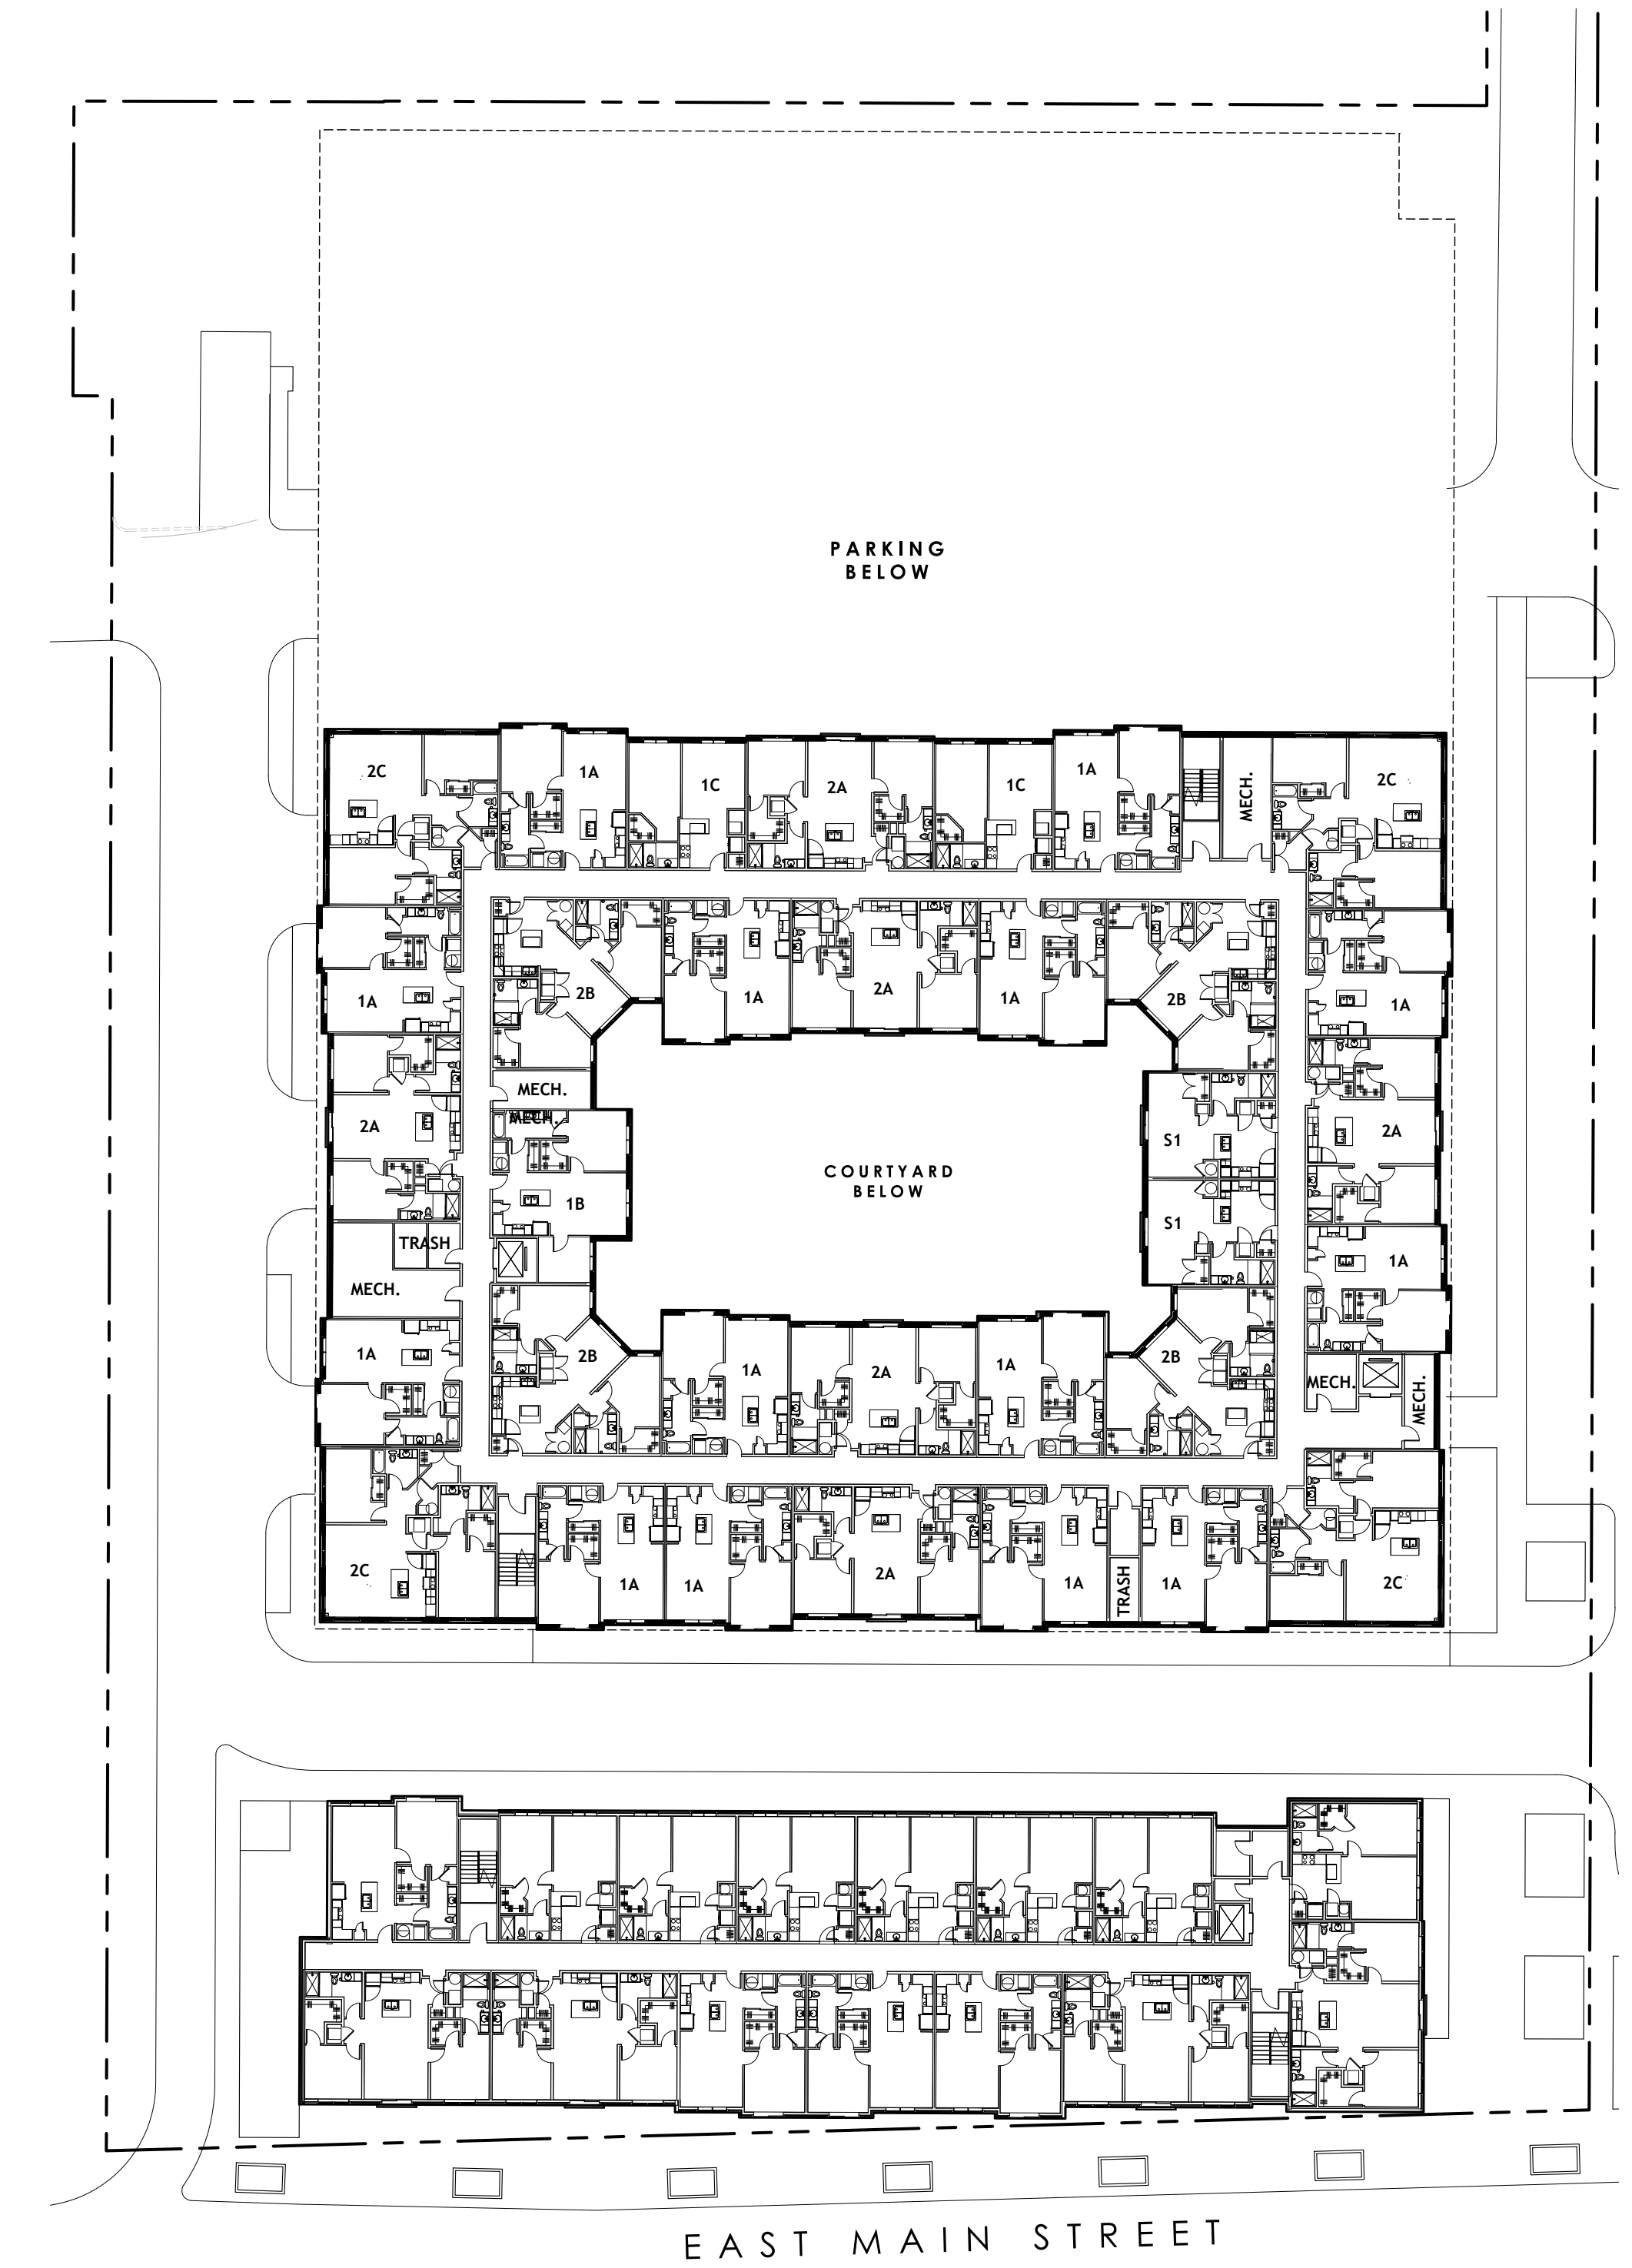 PARKING
BELOW
2C
1A
1C
2A
1C
1A
MECH.
2C
1A
2B
1A
2A
1A
2B
1A
MECH.
MECH.
2A
1B
COURTYARD
BELOW
S1
S1
2A
TRASH
MECH.
1A
1A
2B
1A
2A
1A
2B
MECH.
MECH.
2C
1A
1A
2A
1A
TRASH
1A
2C
EAST MAIN STREET